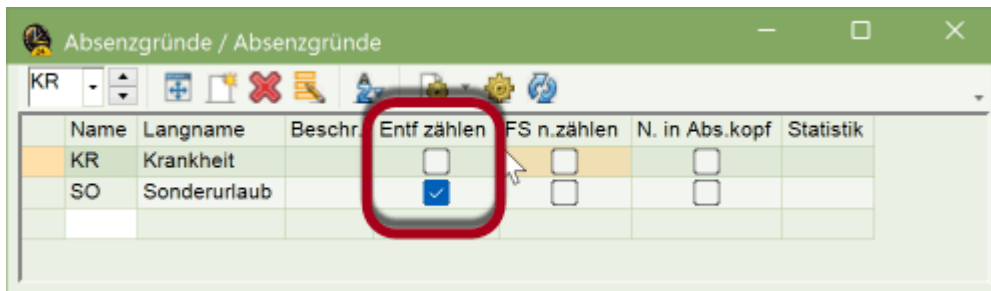 Absenzgründe / Absenzgründe
KR
Name Langname Beschr. Entf zählen FS n.zählen N. in Abs.kopf Statistik
KR Krankheit
SO Sonderurlaub